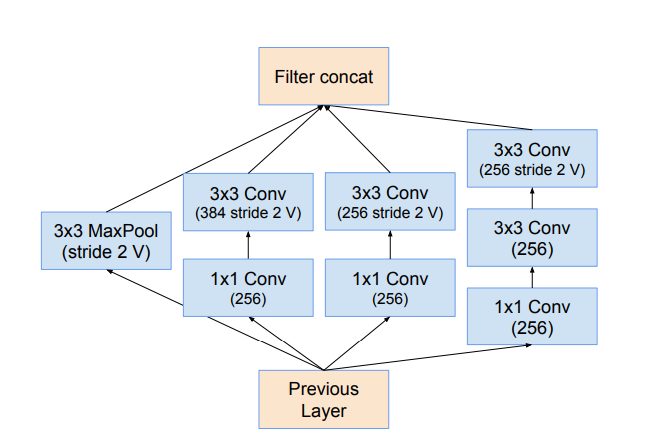 Filter concat
3x3 MaxPool
(stride 2 V)
3x3 Conv
(384 stride 2 V)
1x1 Conv
(256)
3x3 Conv
(256 stride 2 V)
1x1 Conv
(256)
3x3 Conv
(256 stride 2 V)
3x3 Conv
(256)
1x1 Conv
(256)
Previous
Layer